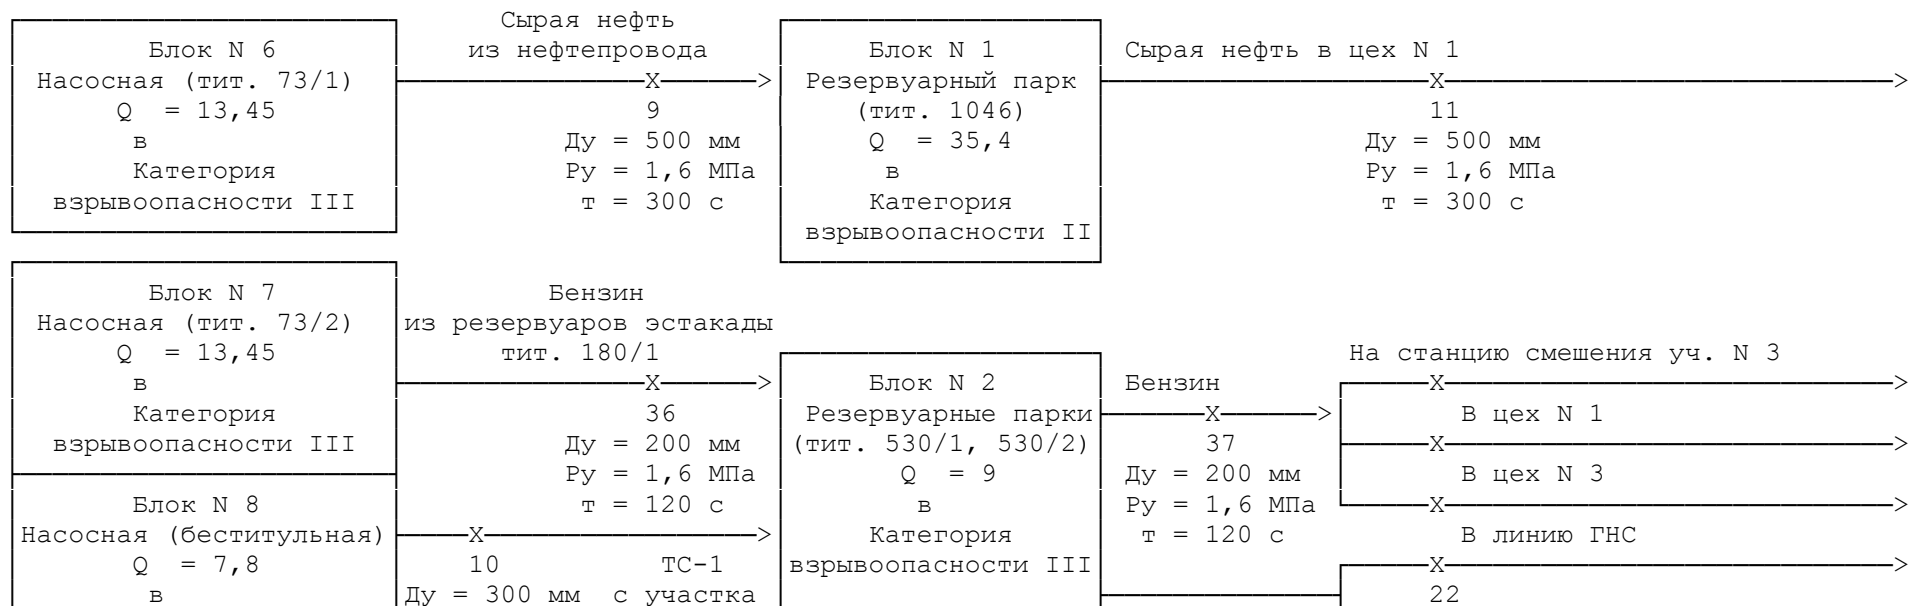 Сырая нефть
из нефтепровода
Блок N 6
Насосная (тит. 73/1)
Q = 13,45
в
Категория
взрывоопасности III
X
9
Ду = 500 мм
Ру = 1,6 МПа
т = 300 с
Блок N 1
Резервуарный парк
(тит. 1046)
Q = 35,4
в
Категория
взрывоопасности II
Сырая нефть в цех N 1
X
11
Ду = 500 мм
Ру = 1,6 МПа
т = 300 с
Блок N 7
Насосная (тит. 73/2)
Q = 13,45
в
Категория
взрывоопасности III
Бензин
из резервуаров эстакады
тит. 180/1
X
36
Ду = 200 мм
Ру = 1,6 МПа
т = 120 с
Блок N 2
Резервуарные парки
(тит. 530/1, 530/2)
Q = 9
в
Категория
взрывоопасности III
Бензин
X
37
Ду = 200 мм
Ру = 1,6 МПа
т = 120 с
На станцию смешения уч. N 3
X
В цех N 1
X
В цех N 3
X
В линию ГНС
X
22
Блок N 8
Насосная (беститульная)
Q = 7,8
в
X
10 ТС-1
Ду = 300 мм с участка